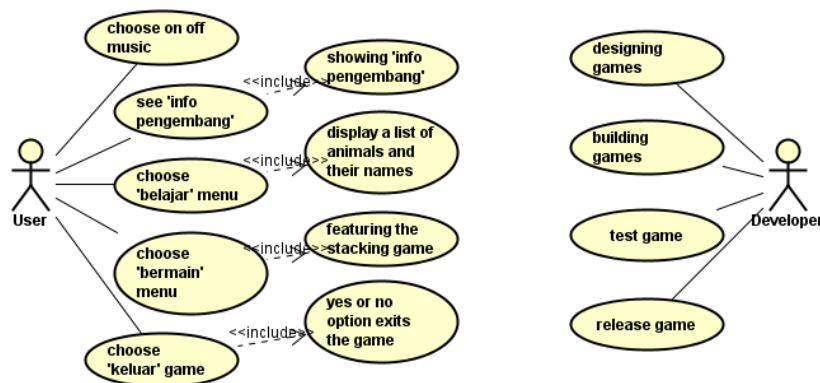 choose on off
music
<<include>>
showing 'info
pengembang'
see 'info
pengembang'
<<include>>
display a list of
animals and
their names
choose
'belajar' menu
User
<<include>>
featuring the
stacking game
choose
'bermain'
menu
<<include>>
yes or no
option exits
the game
choose
'keluar' game
designing
games
building
games
Developer
test game
release game